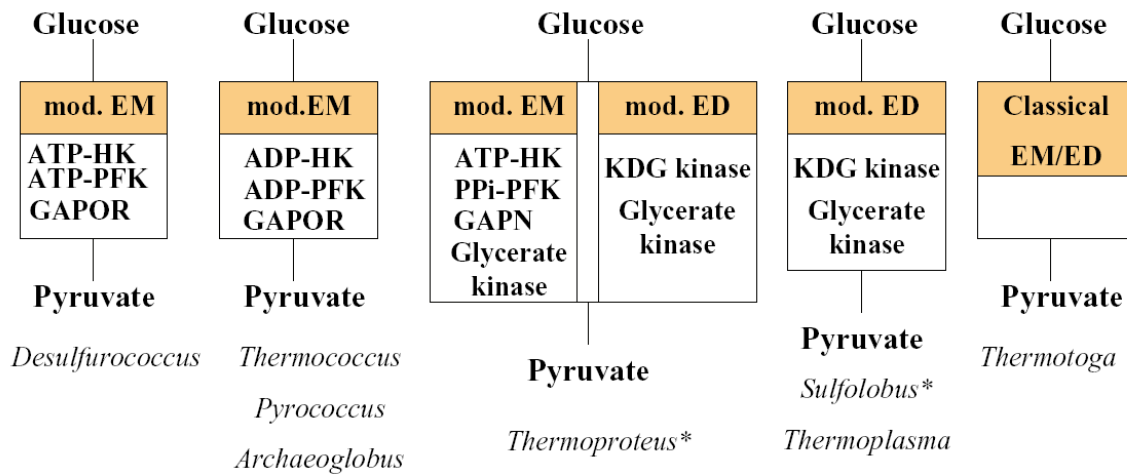 Glucose
mod. EM
ATP-HK
ATP-PFK
GAPOR
Pyruvate
Desulfurococcus
Glucose
mod.EM
ADP-HK
ADP-PFK
GAPOR
Pyruvate
Thermococcus
Pyrococcus
Archaeoglobus
Glucose
mod. EM
ATP-HK
PPi-PFK
GAPN
Glycerate
kinase
mod. ED
KDG kinase
Glycerate
kinase
Pyruvate
Thermoproteus*
Glucose
mod. ED
KDG kinase
Glycerate
kinase
Pyruvate
Sulfolobus*
Thermoplasma
Glucose
Classical
EM/ED
Pyruvate
Thermotoga